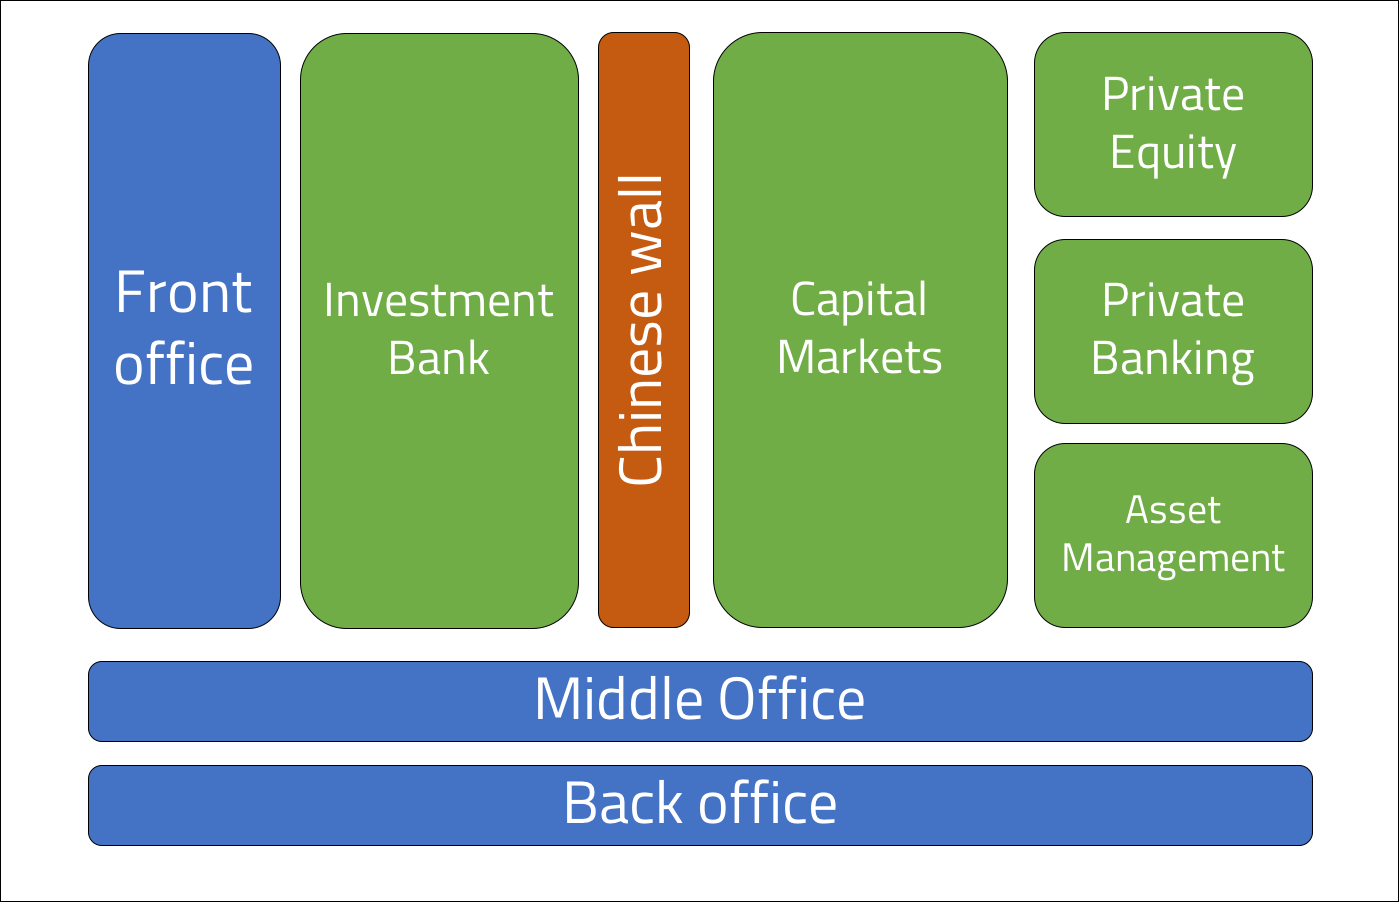 Front
office
Investment
Bank
Chinese wall
Capital
Markets
Private
Equity
Private
Banking
Asset
Management
Middle Office
Back office